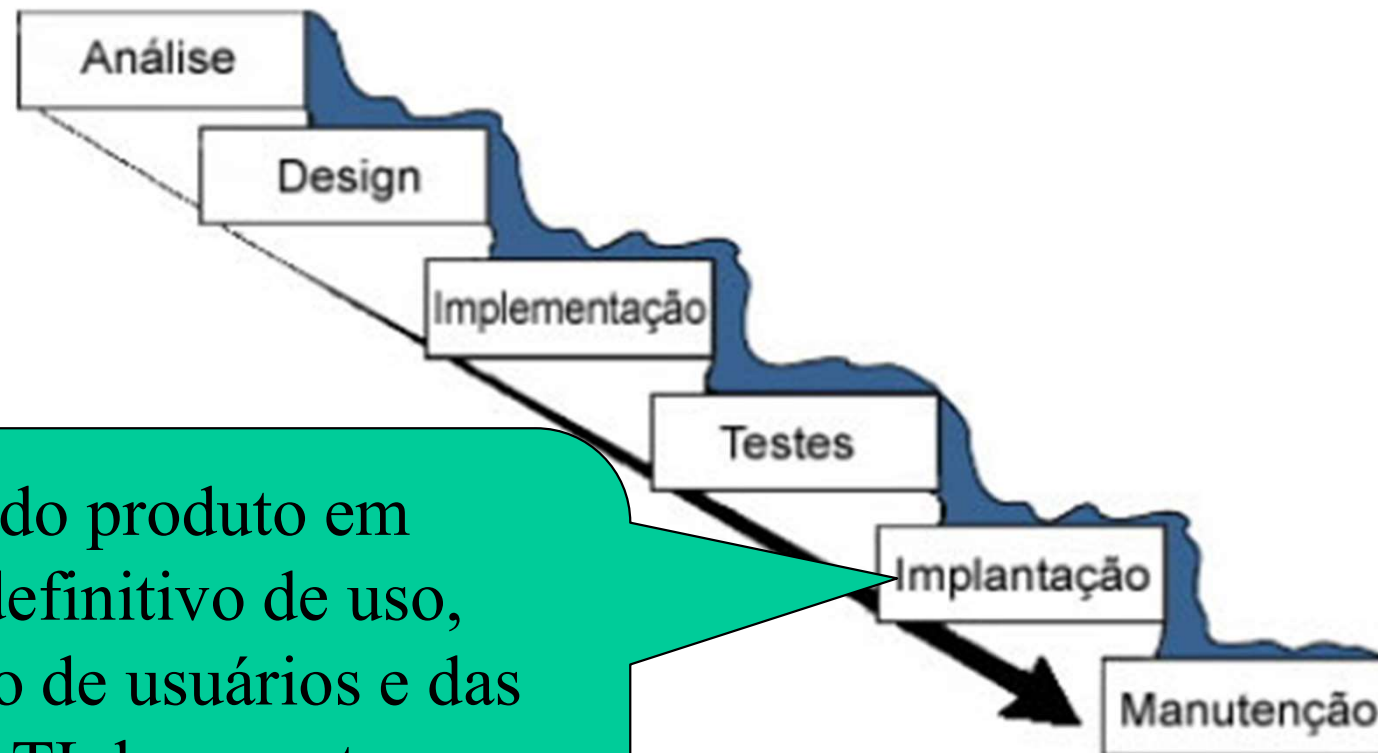 Análise
Design
Implementação
Testes
Implantação
Manutenção
do produto em
definitivo de uso,
de usuários e das